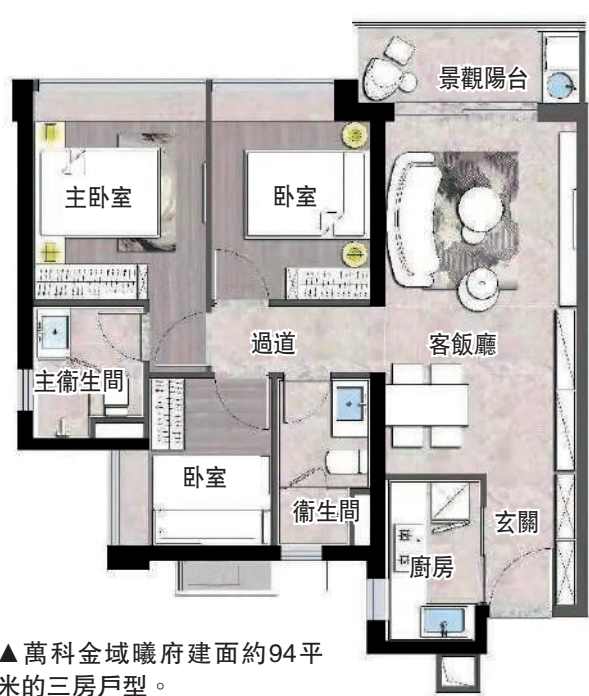 景觀陽台
主卧室
卧室
過道
客飯廳
主衞生間
卧室
衞生間
玄關
廚房
▲萬科金域曦府建面約94平
米的三房戶型。